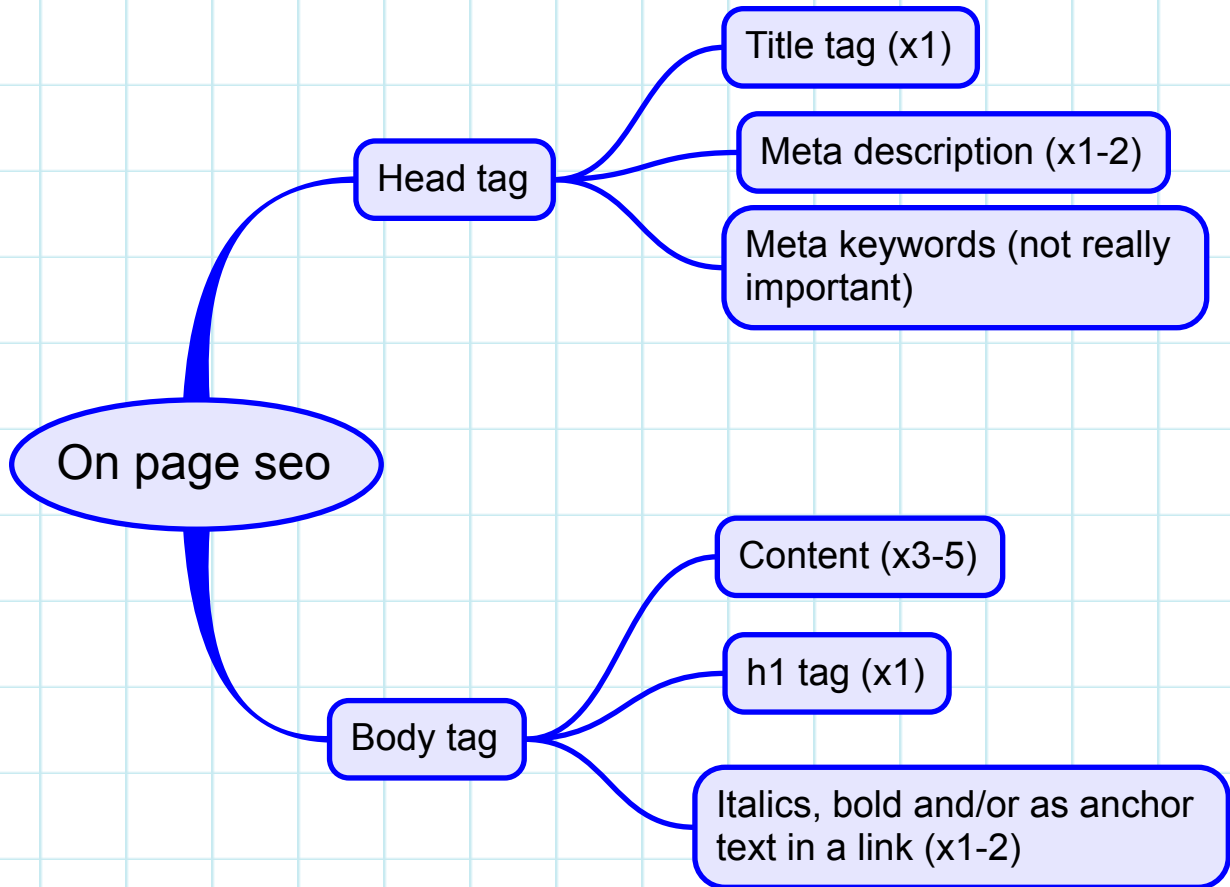 On page seo
Head tag
Title tag (x1)
Meta description (x1-2)
Meta keywords (not really
important)
Body tag
Content (x3-5)
h1 tag (x1)
Italics, bold and/or as anchor
text in a link (x1-2)